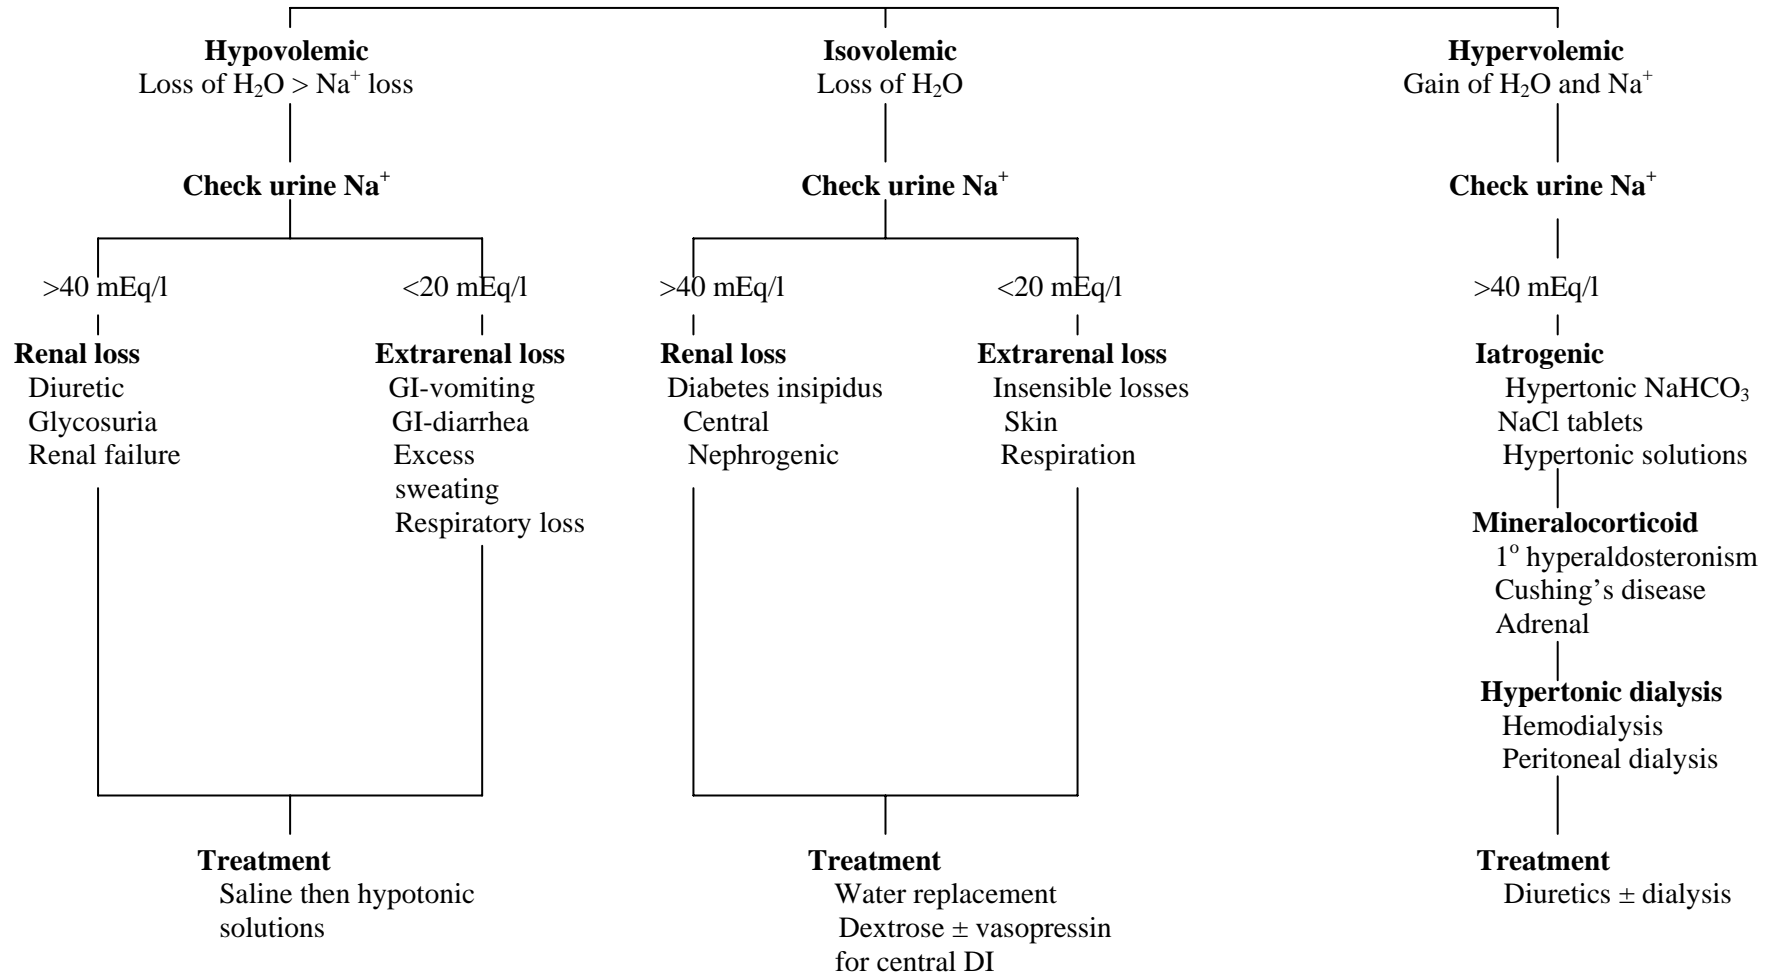 Hypovolemic
Loss of H₂O > Na⁺ loss
Check urine Na⁺
>40 mEq/l
Renal loss
Diuretic
Glycosuria
Renal failure
<20 mEq/l
Extrarenal loss
GI-vomiting
GI-diarrhea
Excess
sweating
Respiratory loss
Treatment
Saline then hypotonic
solutions
Isovolemic
Loss of H₂O
Check urine Na⁺
>40 mEq/l
Renal loss
Diabetes insipidus
Central
Nephrogenic
<20 mEq/l
Extrarenal loss
Insensible losses
Skin
Respiration
Treatment
Water replacement
Dextrose ± vasopressin
for central DI
Hypervolemic
Gain of H₂O and Na⁺
Check urine Na⁺
>40 mEq/l
Iatrogenic
Hypertonic NaHCO₃
NaCl tablets
Hypertonic solutions
Mineralocorticoid
1° hyperaldosteronism
Cushing’s disease
Adrenal
Hypertonic dialysis
Hemodialysis
Peritoneal dialysis
Treatment
Diuretics ± dialysis